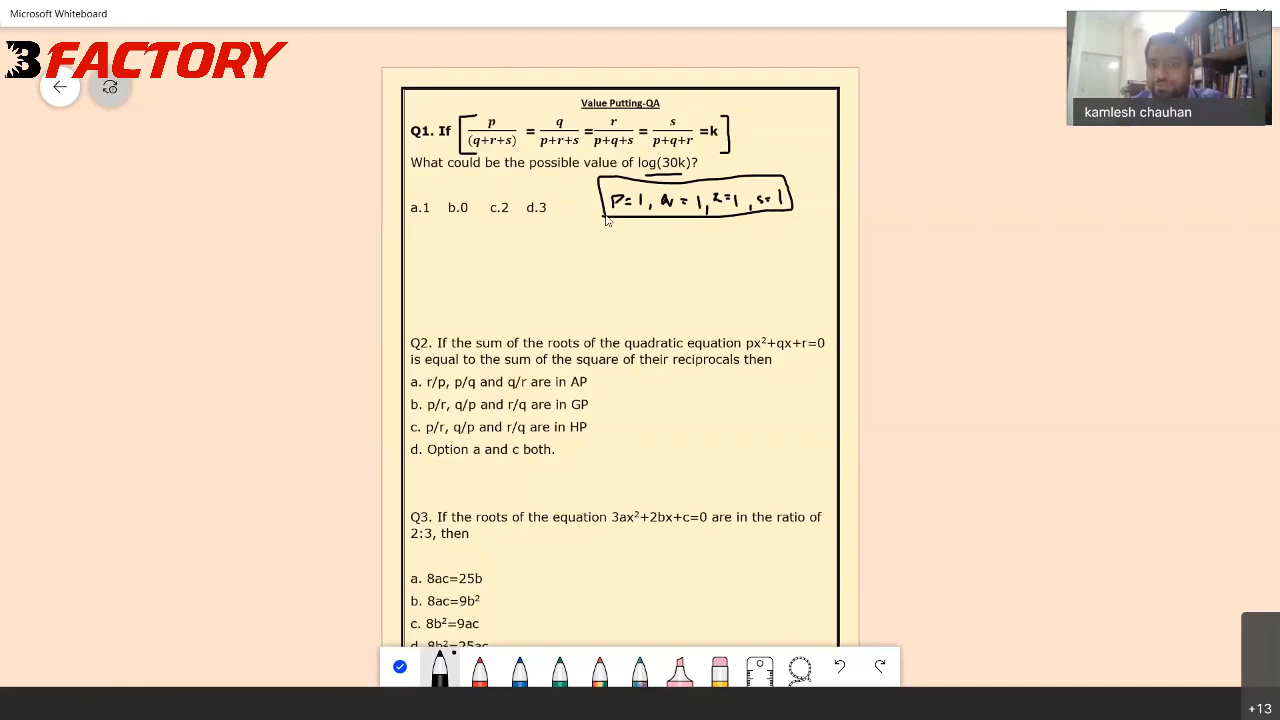 Microsoft Whiteboard
3FACTORY
kamlesh chauhan
Value Putting-QA
Q1. If [p/(q+r+s) = q/p+r+s = r/p+q+s = s/p+q+r =k]
What could be the possible value of log(30k)?
P=1, q=1, r=1, s=1
a.1 b.0 c.2 d.3
Q2. If the sum of the roots of the quadratic equation px²+qx+r=0
is equal to the sum of the square of their reciprocals then
a. r/p, p/q and q/r are in AP
b. p/r, q/p and r/q are in GP
c. p/r, q/p and r/q are in HP
d. Option a and c both.
Q3. If the roots of the equation 3ax²+2bx+c=0 are in the ratio of
2:3, then
a. 8ac=25b
b. 8ac=9b²
c. 8b²=9ac
d. 8b²=25ac
+13